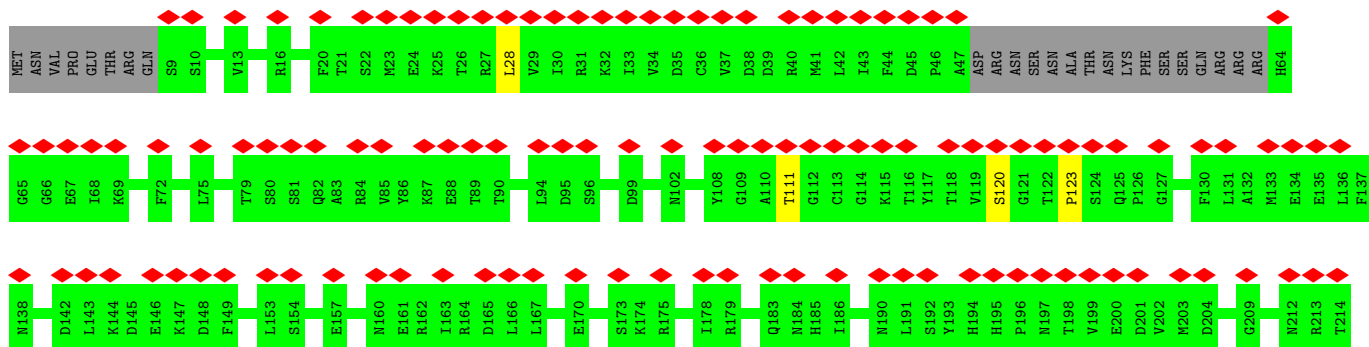 MET ASN VAL PRO GLU THR ARG GLN S9 S10 V13 R16 F20 T21 S22 M23 E24 K25 T26 R27 L28 V29 I30 R31 K32 I33 V34 D35 C36 V37 D38 D39 R40 M41 L42 I43 F44 D45 P46 A47 ASP ARG ASN SER ASN ALA THR ASN LYS PHE SER SER GLN ARG ARG ARG H64
G65 G66 E67 I68 K69 F72 L75 T79 S80 S81 Q82 A83 R84 V85 Y86 K87 E88 T89 T90 L94 D95 S96 D99 N102 Y108 G109 A110 T111 G112 C113 G114 K115 T116 Y117 T118 V119 S120 G121 T122 P123 S124 Q125 P126 G127 F130 L131 A132 M133 E134 E135 L136 F137
N138 D142 L143 K144 D145 E146 K147 D148 F149 L153 S154 E157 N160 E161 R162 I163 R164 D165 L166 L167 E170 S173 K174 R175 I178 R179 Q183 N184 H185 I186 N190 L191 S192 Y193 H194 H195 P196 N197 T198 V199 E200 D201 V202 M203 D204 G209 N212 R213 T214